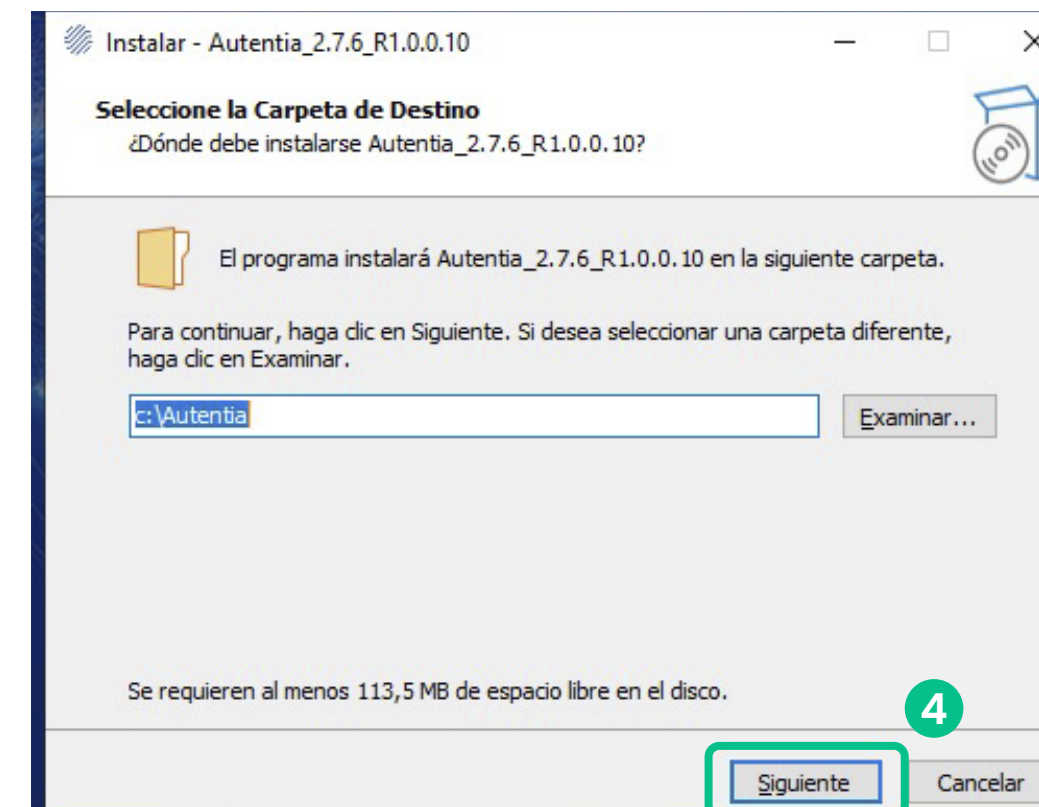 Instalar - Autentia_2.7.6_R1.0.0.10
Seleccione la Carpeta de Destino
¿Dónde debe instalarse Autentia_2.7.6_R1.0.0.10?
El programa instalará Autentia_2.7.6_R1.0.0.10 en la siguiente carpeta.
Para continuar, haga clic en Siguiente. Si desea seleccionar una carpeta diferente,
haga clic en Examinar.
c:\Autentia
Examinar...
Se requieren al menos 113,5 MB de espacio libre en el disco.
4
Siguiente
Cancelar